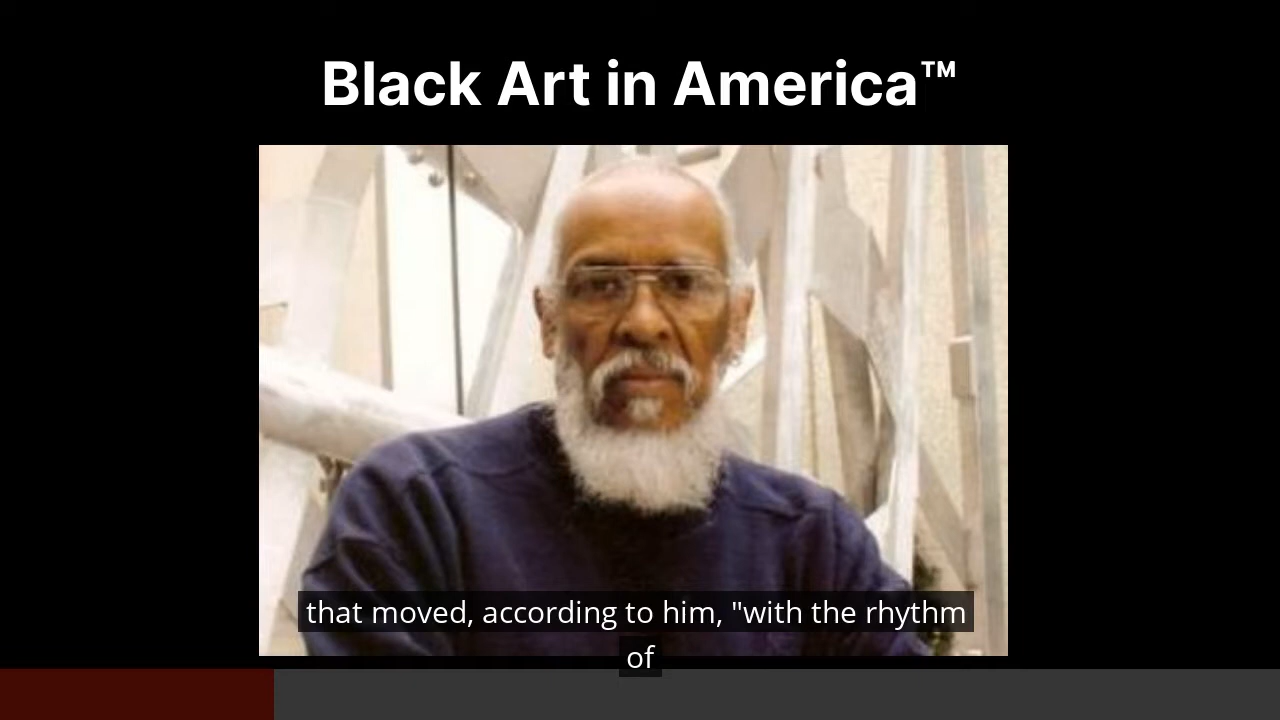 Black Art in America™
that moved, according to him, "with the rhythm
of